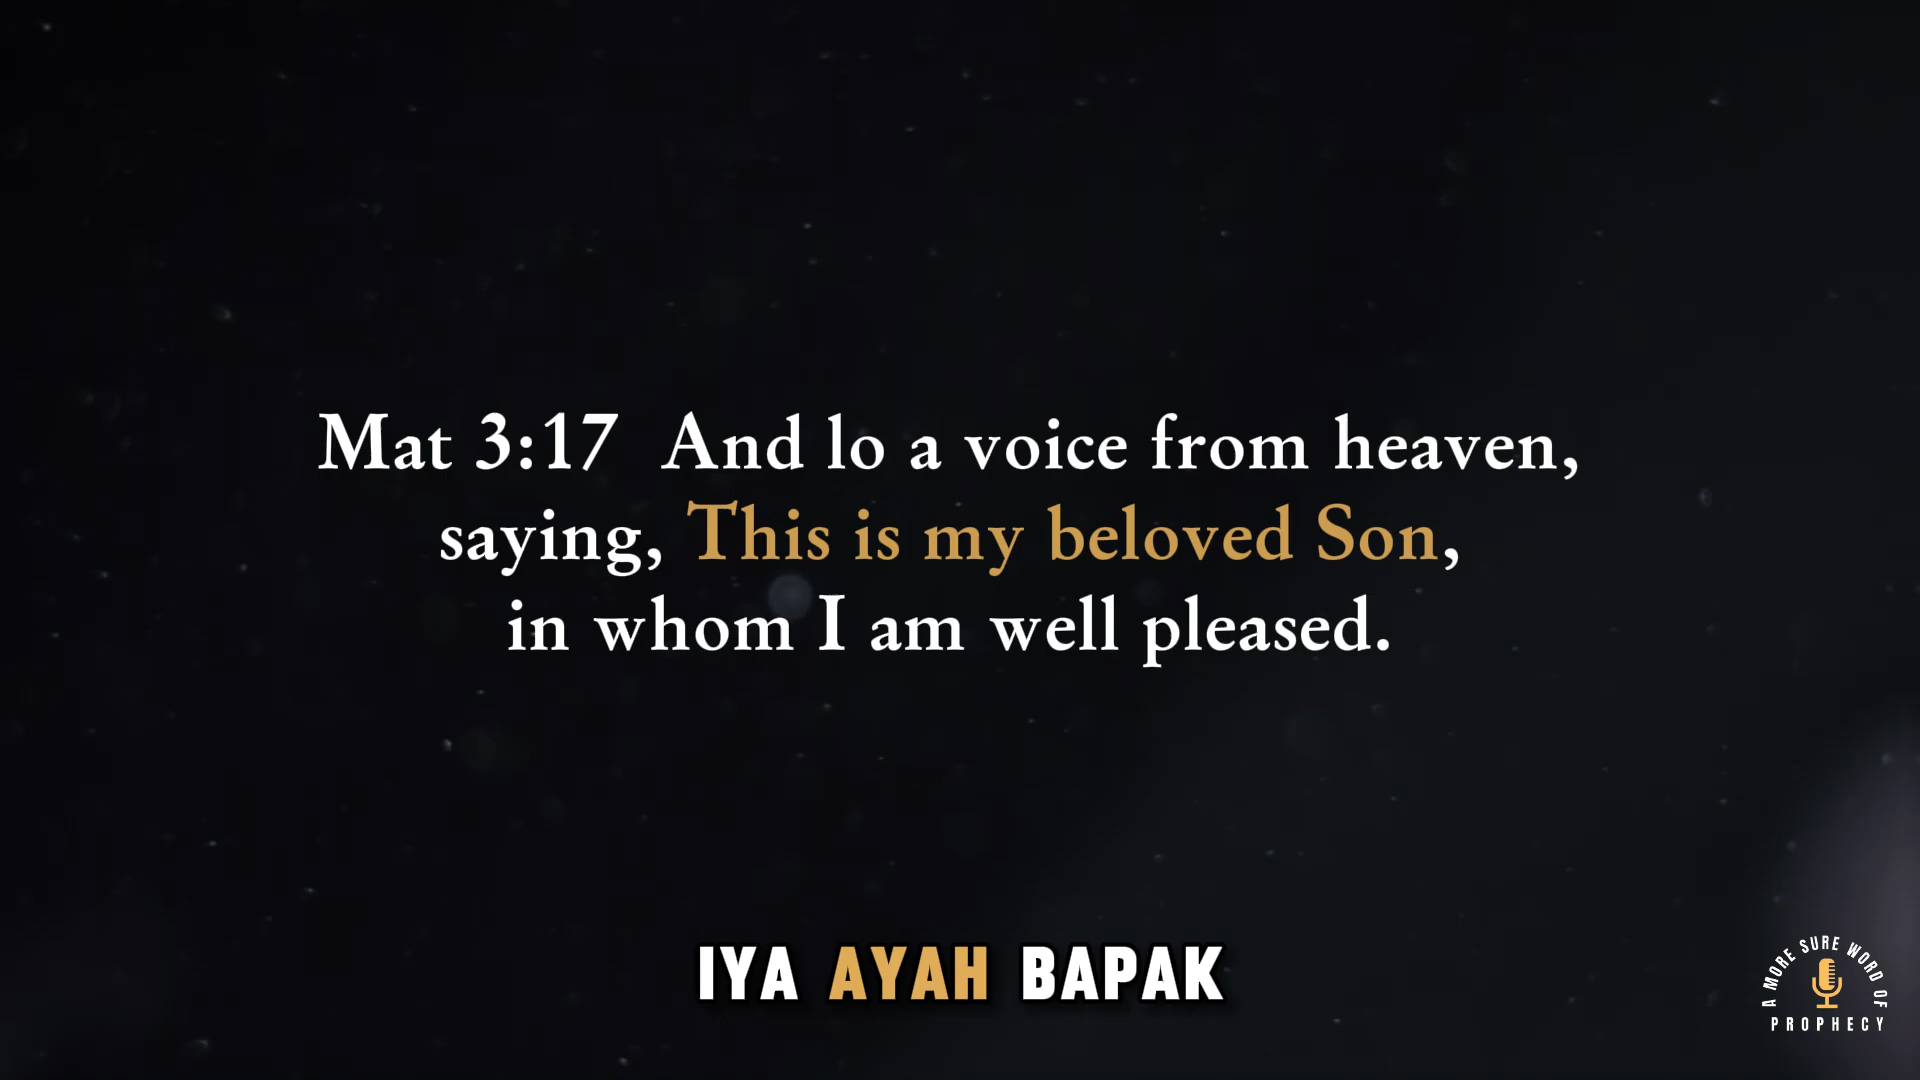 Mat 3:17  And lo a voice from heaven,
saying, This is my beloved Son,
in whom I am well pleased.
IYA AYAH BAPAK
A MORE SURE WORD OF
PROPHECY